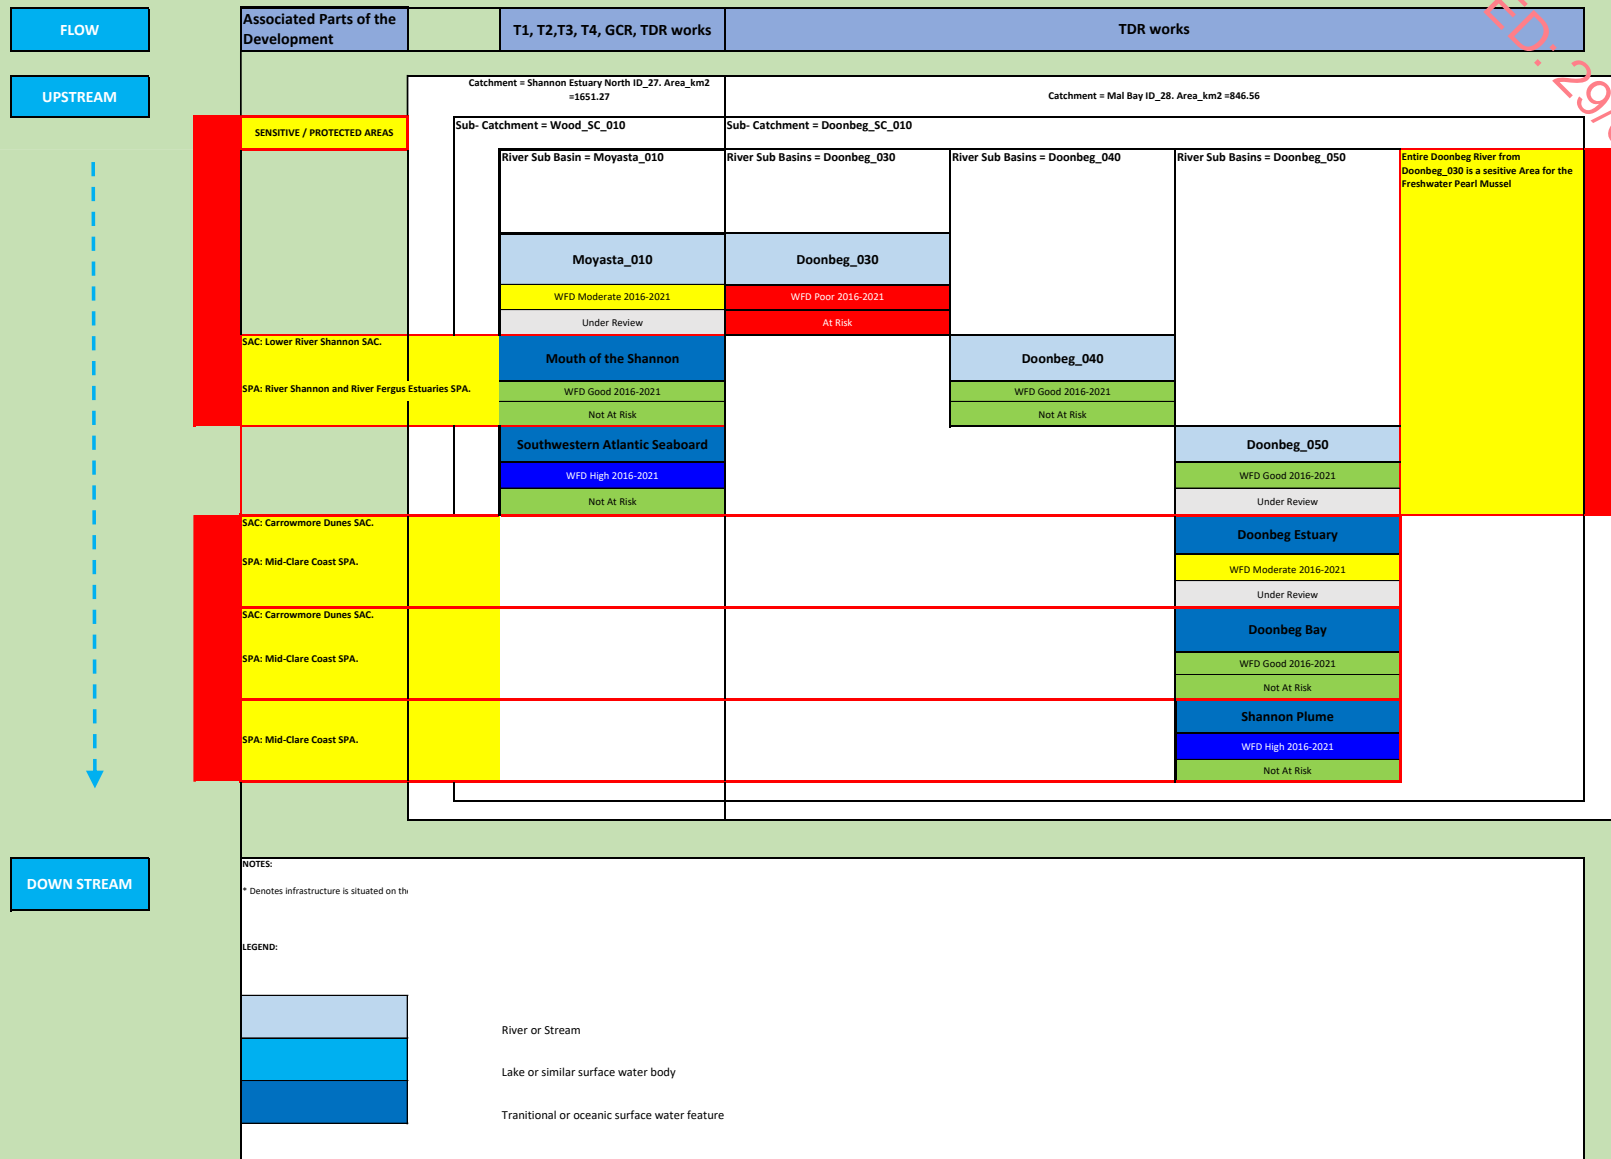 FLOW
Associated Parts of the
Development
T1, T2,T3, T4, GCR, TDR works
TDR works
UPSTREAM
Catchment = Shannon Estuary North ID_27. Area_km2
=1651.27
Catchment = Mal Bay ID_28. Area_km2 =846.56
SENSITIVE / PROTECTED AREAS
Sub- Catchment = Wood_SC_010
Sub- Catchment = Doonbeg_SC_010
River Sub Basin = Moyasta_010
River Sub Basins = Doonbeg_030
River Sub Basins = Doonbeg_040
River Sub Basins = Doonbeg_050
Entire Doonbeg River from
Doonbeg_030 is a sesitive Area for the
Freshwater Pearl Mussel
Moyasta_010
Doonbeg_030
WFD Moderate 2016-2021
WFD Poor 2016-2021
Under Review
At Risk
SAC: Lower River Shannon SAC.
Mouth of the Shannon
Doonbeg_040
SPA: River Shannon and River Fergus Estuaries SPA.
WFD Good 2016-2021
WFD Good 2016-2021
Not At Risk
Not At Risk
Southwestern Atlantic Seaboard
Doonbeg_050
WFD High 2016-2021
WFD Good 2016-2021
Not At Risk
Under Review
SAC: Carrowmore Dunes SAC.
Doonbeg Estuary
SPA: Mid-Clare Coast SPA.
WFD Moderate 2016-2021
Under Review
SAC: Carrowmore Dunes SAC.
Doonbeg Bay
SPA: Mid-Clare Coast SPA.
WFD Good 2016-2021
Not At Risk
Shannon Plume
SPA: Mid-Clare Coast SPA.
WFD High 2016-2021
Not At Risk
DOWN STREAM
NOTES:
* Denotes infrastructure is situated on the
LEGEND:
River or Stream
Lake or similar surface water body
Tranitional or oceanic surface water feature
ED: 29/